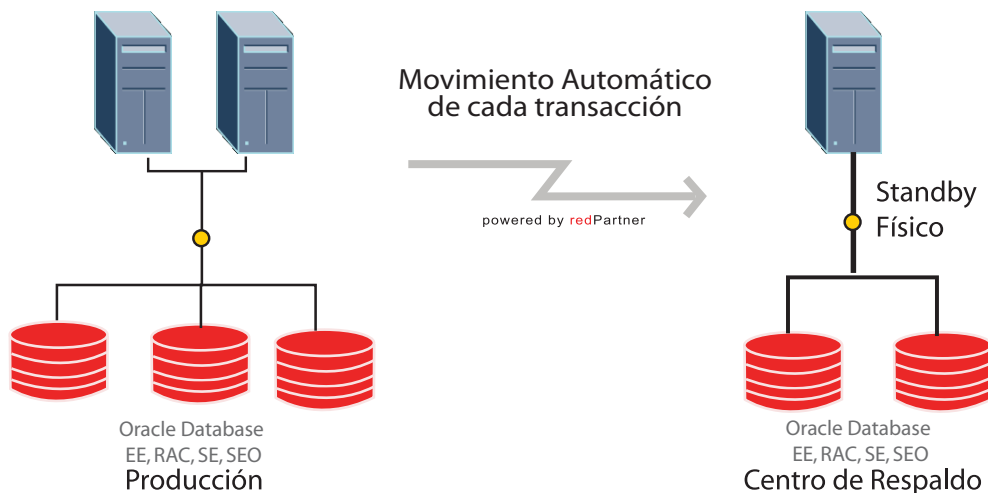 Movimiento Automático
de cada transacción
powered by redPartner
Standby
Físico
Oracle Database
EE, RAC, SE, SEO
Producción
Oracle Database
EE, RAC, SE, SEO
Centro de Respaldo